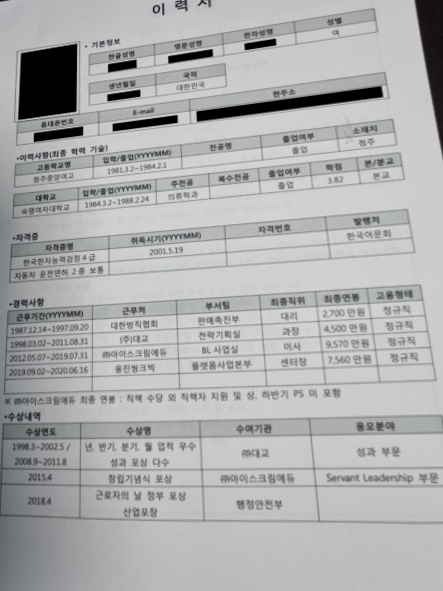 이 력 서
• 기본정보
한글성명 영문성명 한자성명 성별
여
생년월일 국적
대한민국
휴대폰번호 E-mail 현주소
•이력사항(최종 학력 기술)
고등학교명 입학/졸업(YYYYMM) 전공명 졸업여부 소재지
청주중앙여고 1981.3.2~1984.2.1 졸업 청주
대학교 입학/졸업(YYYYMM) 주전공 복수전공 졸업여부 학점 본/분교
숙명여자대학교 1984.3.2~1988.2.24 의류학과 졸업 3.82 본교
•자격증
자격증명 취득시기(YYYYMM) 자격번호 발행처
한국한자능력검정 4 급 2001.5.19 한국어문회
자동차 운전면허 2 종 보통
•경력사항
근무기간(YYYYMM) 근무처 부서팀 최종직위 최종연봉 고용형태
1987.12.14~1997.09.20 대한방직협회 판매촉진부 대리 2,700 만원 정규직
1998.03.02~2011.08.31 (주)대교 전략기획실 과장 4,500 만원 정규직
2012.05.07~2019.07.31 ㈜아이스크림에듀 BL 사업실 이사 9,570 만원 정규직
2019.09.02~2020.06.16 웅진씽크빅 플랫폼사업본부 센터장 7,560 만원 정규직
※ ㈜아이스크림에듀 최종 연봉 : 직책 수당 외 직책자 지원 및 상, 하반기 PS 미 포함
•수상내역
수상연도 수상명 수여기관 응모분야
1998.3~2002.5 / 년, 반기, 분기, 월 업적 우수 ㈜대교 성과 부문
2008.9~2011.8 성과 포상 다수
2015.4 창립기념식 포상 ㈜아이스크림에듀 Servant Leadership 부문
2018.4 근로자의 날 정부 포상 행정안전부
산업포장